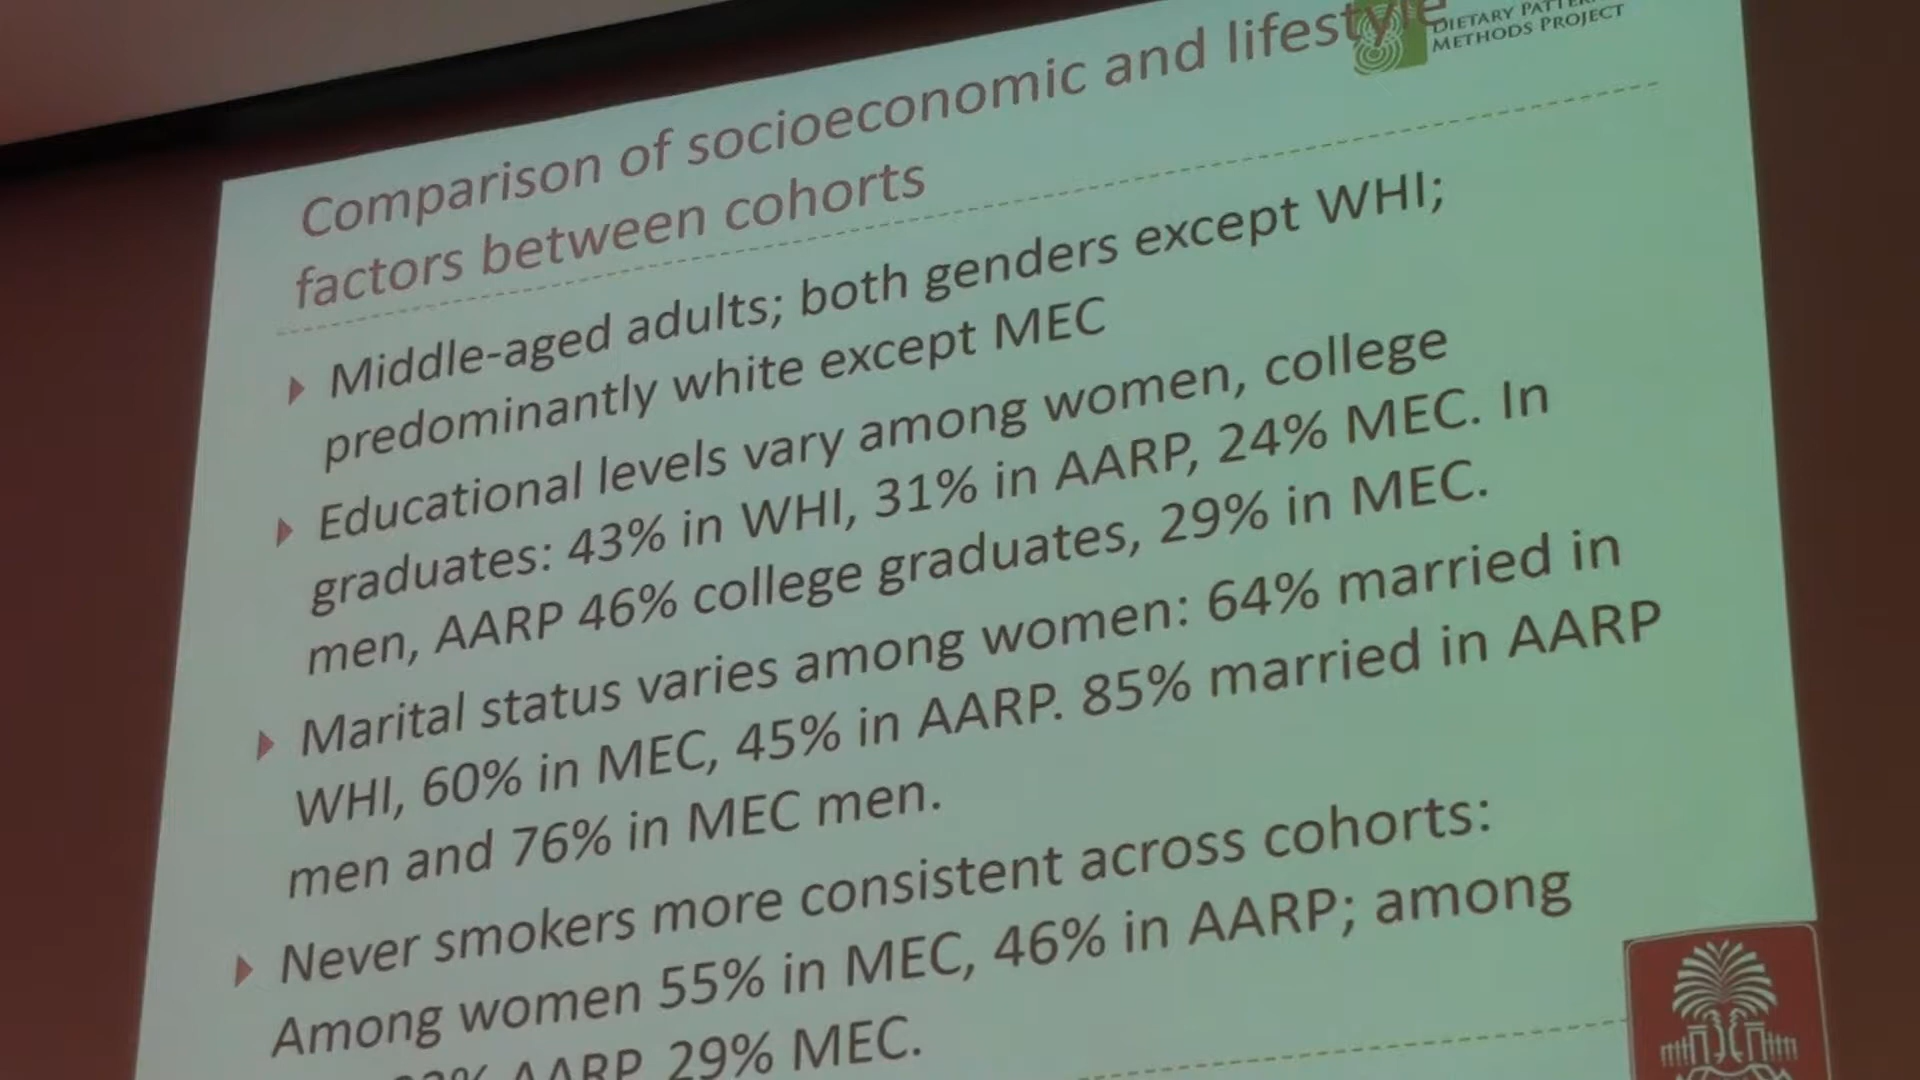 Comparison of socioeconomic and lifestyle
DIETARY PATTER
METHODS PROJECT
factors between cohorts
Middle-aged adults; both genders except WHI;
predominantly white except MEC
Educational levels vary among women, college
graduates: 43% in WHI, 31% in AARP, 24% MEC. In
men, AARP 46% college graduates, 29% in MEC.
Marital status varies among women: 64% married in
WHI, 60% in MEC, 45% in AARP. 85% married in AARP
men and 76% in MEC men.
Never smokers more consistent across cohorts:
Among women 55% in MEC, 46% in AARP; among
AARP 29% MEC.